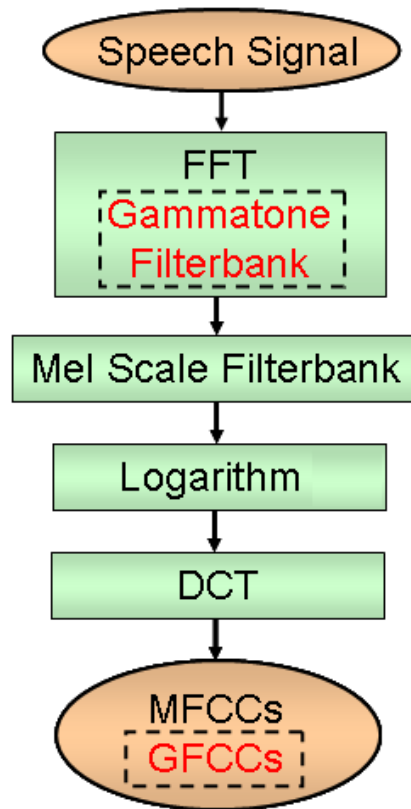 Speech Signal
FFT
Gammatone
Filterbank
Mel Scale Filterbank
Logarithm
DCT
MFCCs
GFCCs